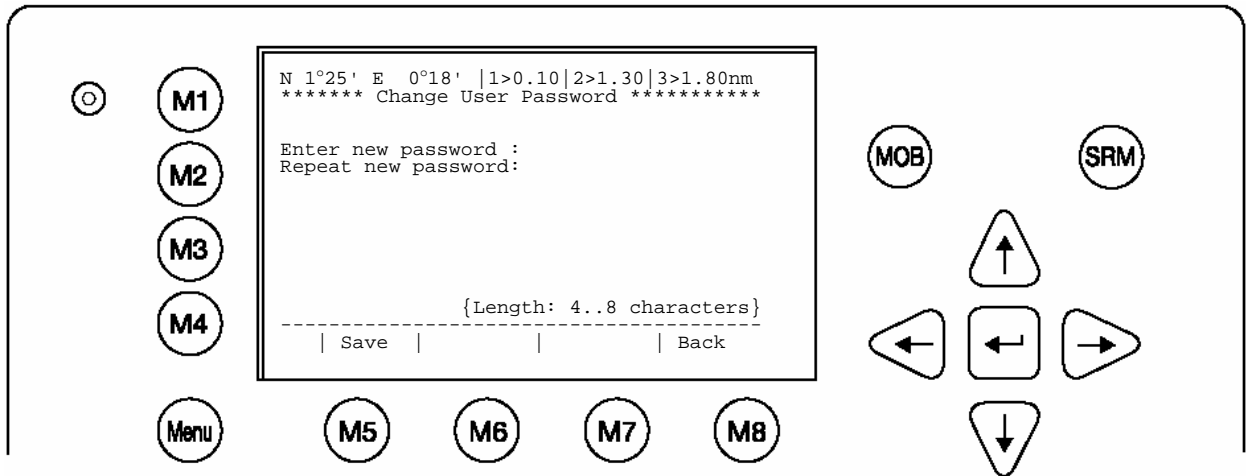 N 1°25' E  0°18' |1>0.10|2>1.30|3>1.80nm
******* Change User Password ***********
Enter new password :
Repeat new password:
{Length: 4..8 characters}
----------------------------------------
| Save |         |         | Back
M1
M2
M3
M4
Menu
M5
M6
M7
M8
MOB
SRM